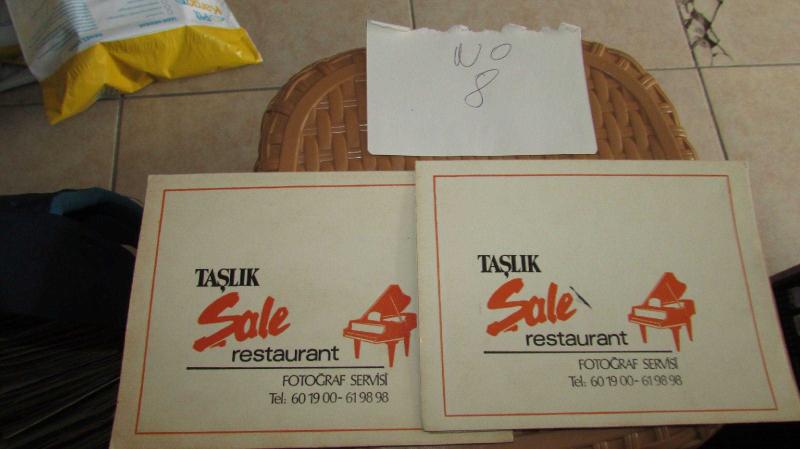 NO
8
TAŞLIK
Şale
restaurant
FOTOĞRAF SERVİSİ
Tel: 60 19 00 - 61 98 98
TAŞLIK
Şale
restaurant
FOTOĞRAF SERVİSİ
Tel: 60 19 00 - 61 98 98